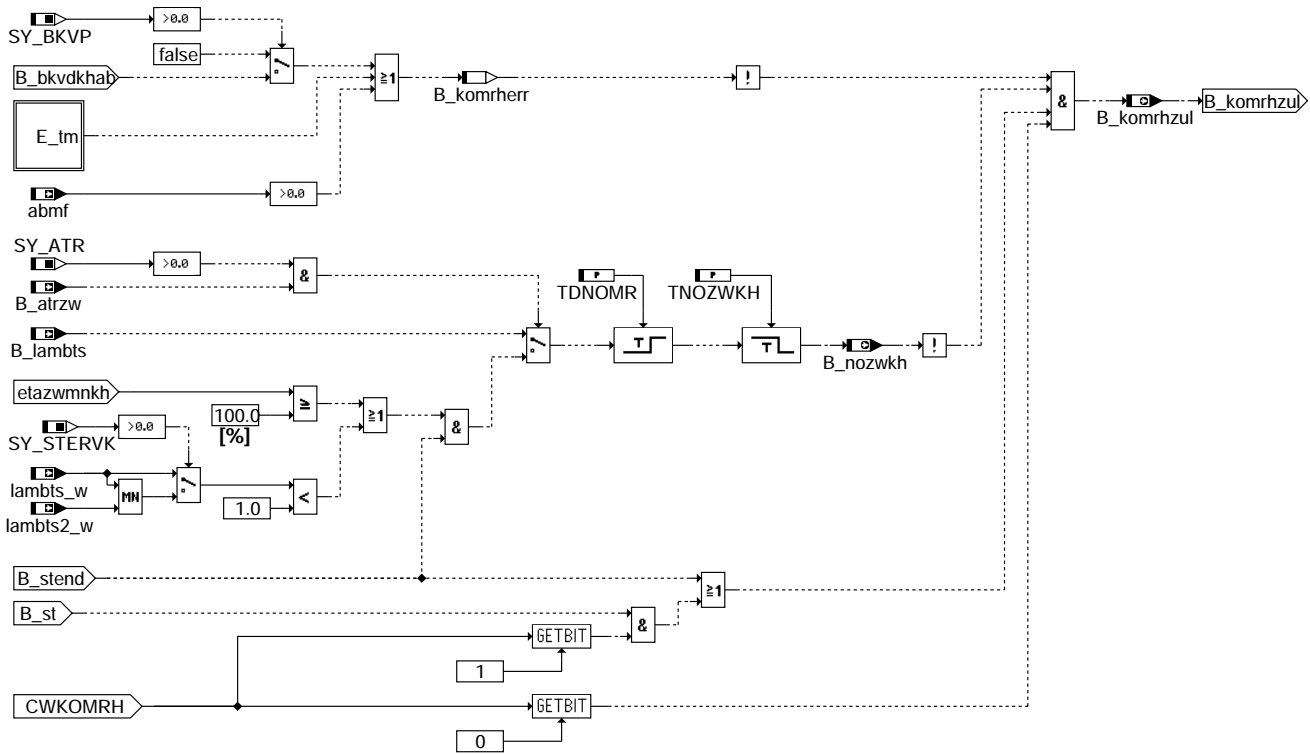 SY_BKVP
>0.0
false
B_bkvdkhab
E_tm
≥1
B_komrherr
!
&
B_komrhzul
B_komrhzul
abmf
>0.0
SY_ATR
>0.0
&
B_atrzw
B_lambts
TDNOMR
P
TNOZWKH
P
T
T
B_nozwkh
!
etazwmnkh
100.0
[%]
≥
≥1
&
SY_STERVK
>0.0
lambts_w
MN
lambts2_w
1.0
<
B_stend
≥1
B_st
&
GETBIT
1
CWKOMRH
GETBIT
0